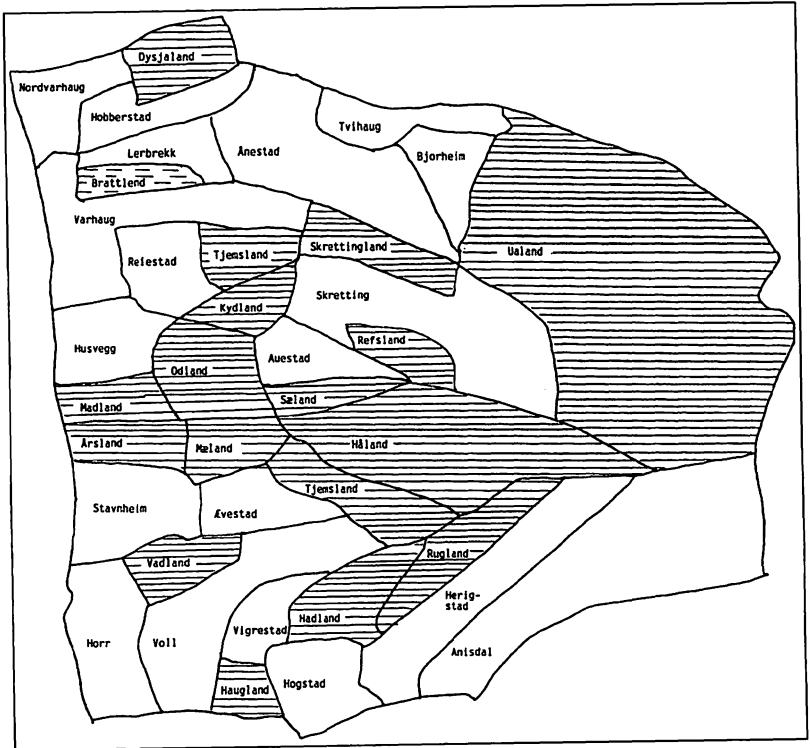 Dysjaland
Nordvarhaug
Hobberstad
Tvihaug
Lerbrekk
Ånestad
Bjorheim
Brattlend
Varhaug
Skrettingland
Ualand
Tjemsland
Reiestad
Skretting
Kydland
Refsland
Husvegg
Auestad
Odland
Sæland
Madland
Årsland
Mæland
Håland
Tjemsland
Stavnheim
Ævestad
Vadland
Rugland
Herig-
stad
Hadland
Vigrestad
Horr
Voll
Anisdal
Haugland
Hogstad